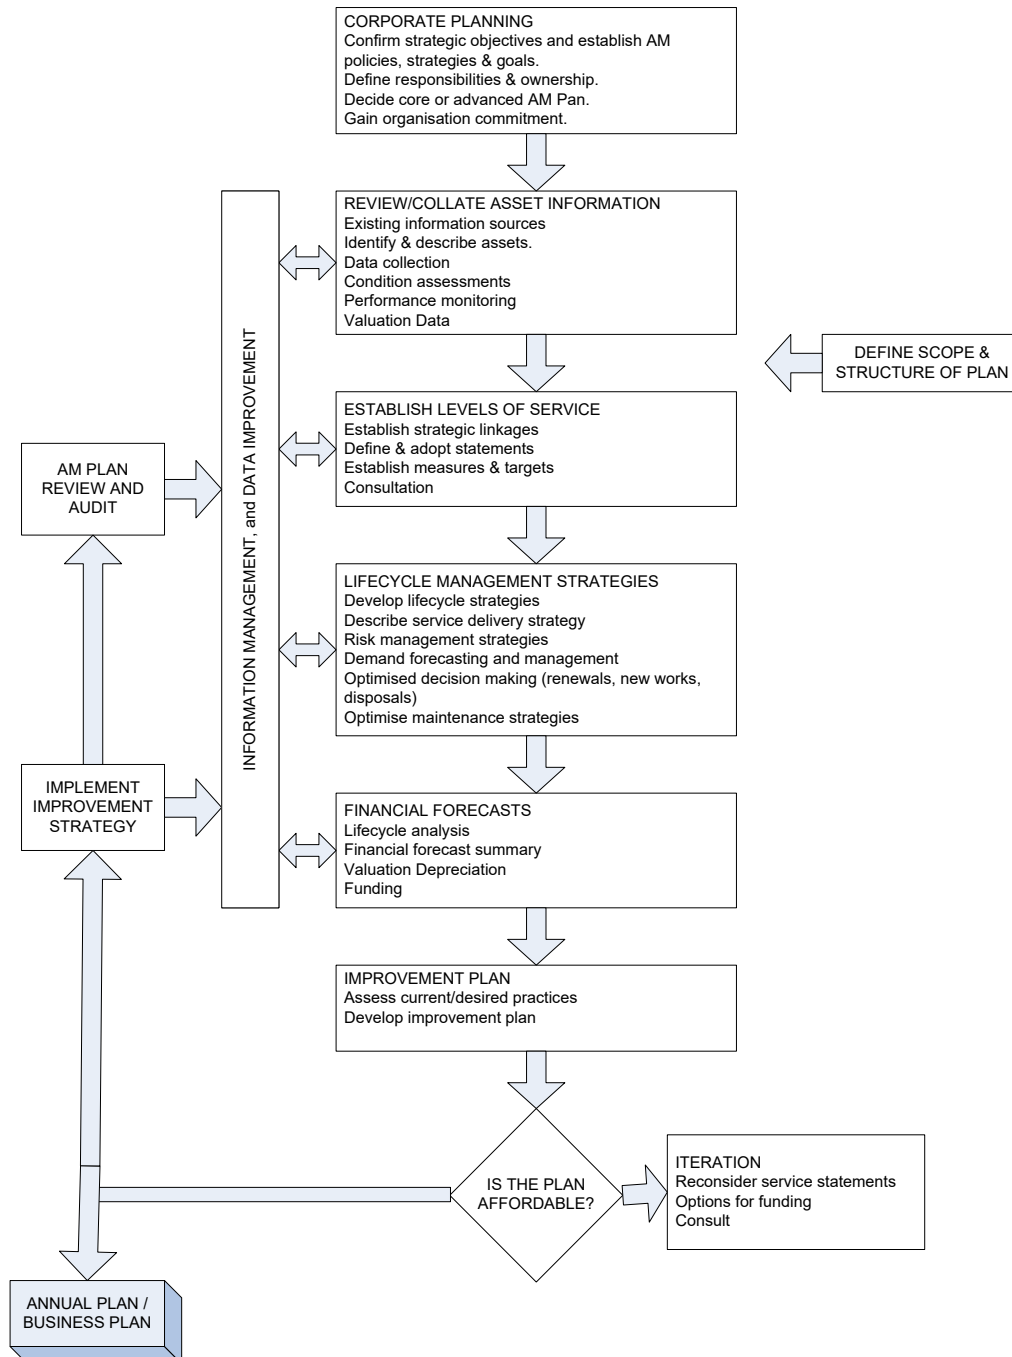 CORPORATE PLANNING
Confirm strategic objectives and establish AM
policies, strategies & goals.
Define responsibilities & ownership.
Decide core or advanced AM Pan.
Gain organisation commitment.
REVIEW/COLLATE ASSET INFORMATION
Existing information sources
Identify & describe assets.
Data collection
Condition assessments
Performance monitoring
Valuation Data
DEFINE SCOPE &
STRUCTURE OF PLAN
INFORMATION MANAGEMENT, and DATA IMPROVEMENT
ESTABLISH LEVELS OF SERVICE
Establish strategic linkages
Define & adopt statements
Establish measures & targets
Consultation
AM PLAN
REVIEW AND
AUDIT
LIFECYCLE MANAGEMENT STRATEGIES
Develop lifecycle strategies
Describe service delivery strategy
Risk management strategies
Demand forecasting and management
Optimised decision making (renewals, new works,
disposals)
Optimise maintenance strategies
IMPLEMENT
IMPROVEMENT
STRATEGY
FINANCIAL FORECASTS
Lifecycle analysis
Financial forecast summary
Valuation Depreciation
Funding
IMPROVEMENT PLAN
Assess current/desired practices
Develop improvement plan
IS THE PLAN
AFFORDABLE?
ITERATION
Reconsider service statements
Options for funding
Consult
ANNUAL PLAN /
BUSINESS PLAN